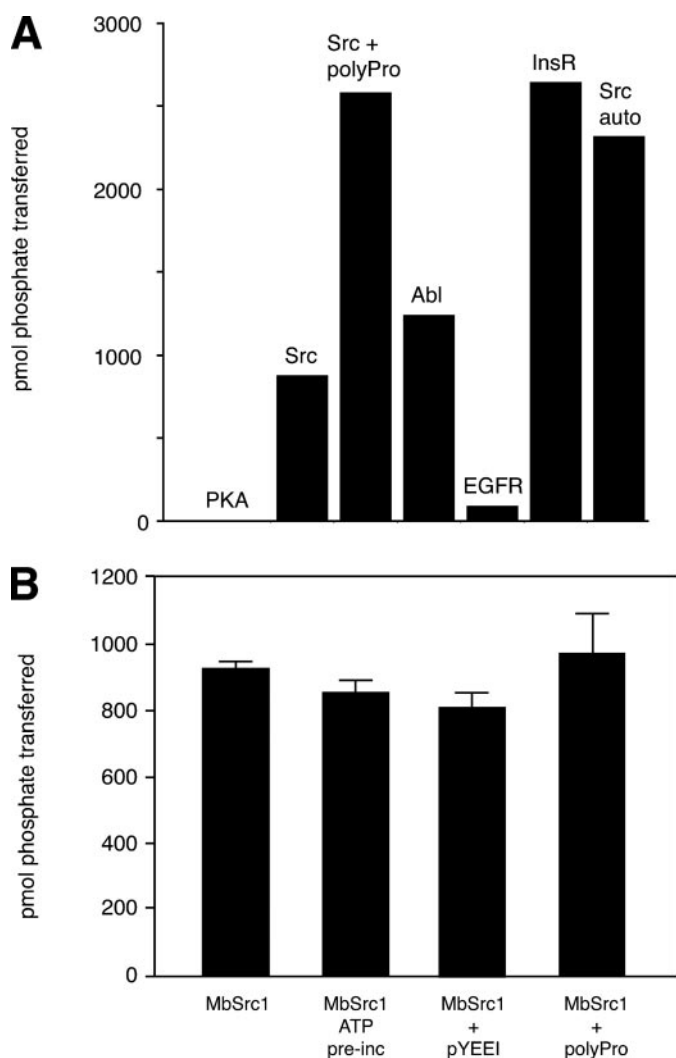 A
pmol phosphate transferred
3000
2000
1000
0
PKA
Src
Src +
polyPro
Abl
EGFR
InsR
Src
auto
B
pmol phosphate transferred
1200
1000
800
600
400
200
0
MbSrc1
MbSrc1
ATP
pre-inc
MbSrc1
+
pYEEI
MbSrc1
+
polyPro